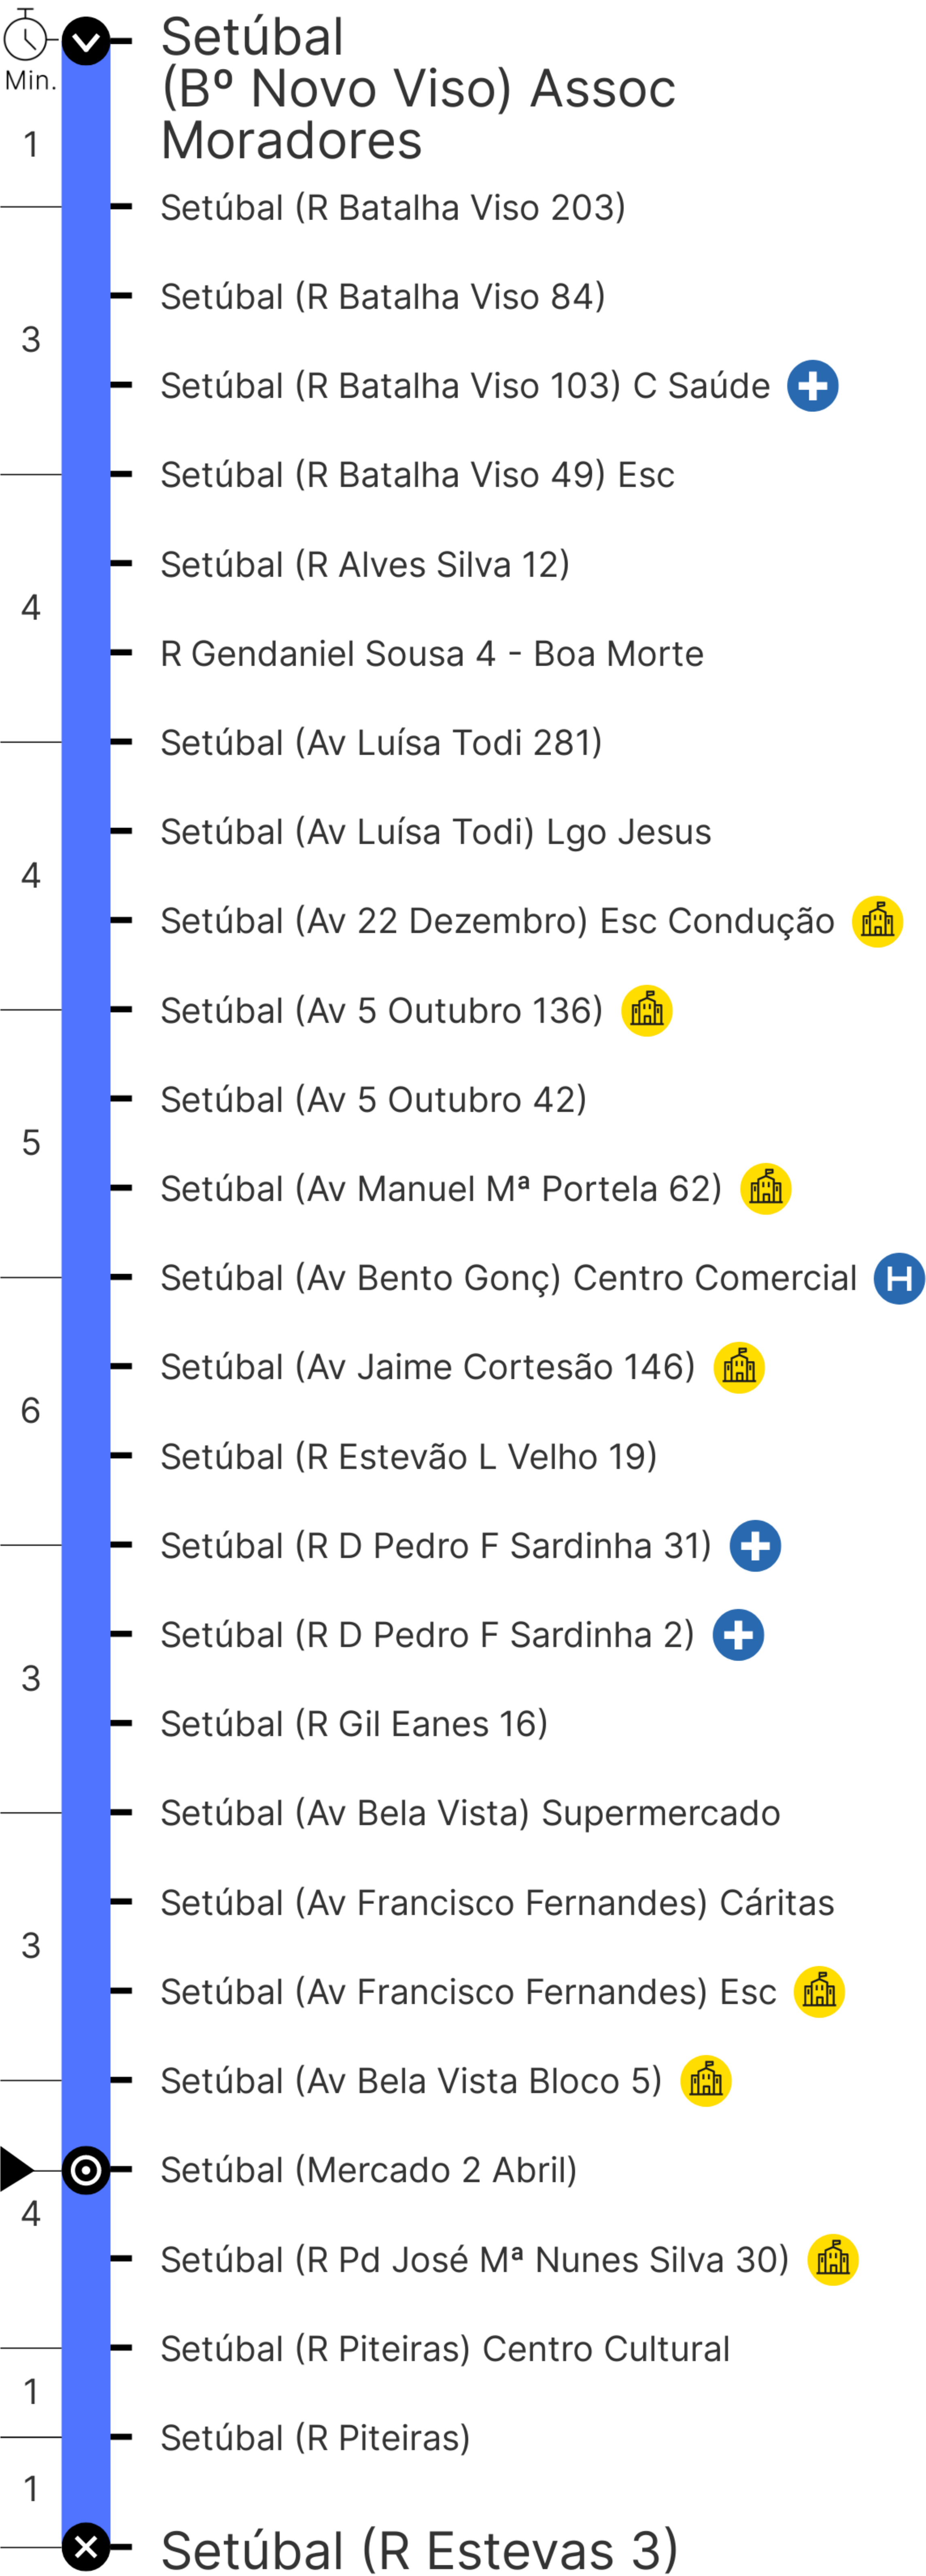 Min.
Setúbal
(Bº Novo Viso) Assoc
Moradores
1
Setúbal (R Batalha Viso 203)
Setúbal (R Batalha Viso 84)
3
Setúbal (R Batalha Viso 103) C Saúde
Setúbal (R Batalha Viso 49) Esc
Setúbal (R Alves Silva 12)
4
R Gendaniel Sousa 4 - Boa Morte
Setúbal (Av Luísa Todi 281)
Setúbal (Av Luísa Todi) Lgo Jesus
4
Setúbal (Av 22 Dezembro) Esc Condução
Setúbal (Av 5 Outubro 136)
Setúbal (Av 5 Outubro 42)
5
Setúbal (Av Manuel Mª Portela 62)
Setúbal (Av Bento Gonç) Centro Comercial H
Setúbal (Av Jaime Cortesão 146)
6
Setúbal (R Estevão L Velho 19)
Setúbal (R D Pedro F Sardinha 31)
Setúbal (R D Pedro F Sardinha 2)
3
Setúbal (R Gil Eanes 16)
Setúbal (Av Bela Vista) Supermercado
Setúbal (Av Francisco Fernandes) Cáritas
3
Setúbal (Av Francisco Fernandes) Esc
Setúbal (Av Bela Vista Bloco 5)
Setúbal (Mercado 2 Abril)
4
Setúbal (R Pd José Mª Nunes Silva 30)
Setúbal (R Piteiras) Centro Cultural
1
Setúbal (R Piteiras)
1
Setúbal (R Estevas 3)